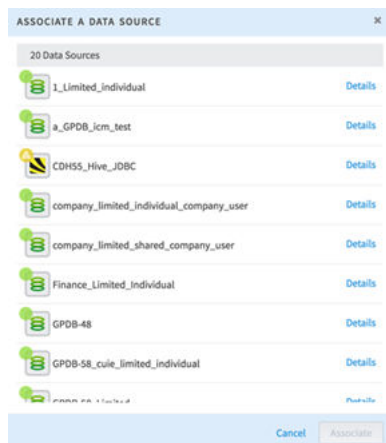 ASSOCIATE A DATA SOURCE ×
20 Data Sources
1_Limited_individual Details
a_GPDB_icm_test Details
CDH5S_Hive_JDBC Details
company_limited_individual_company_user Details
company_limited_shared_company_user Details
Finance_Limited_Individual Details
GPDB-48 Details
GPDB-58_cuie_limited_individual Details
Cancel Associate